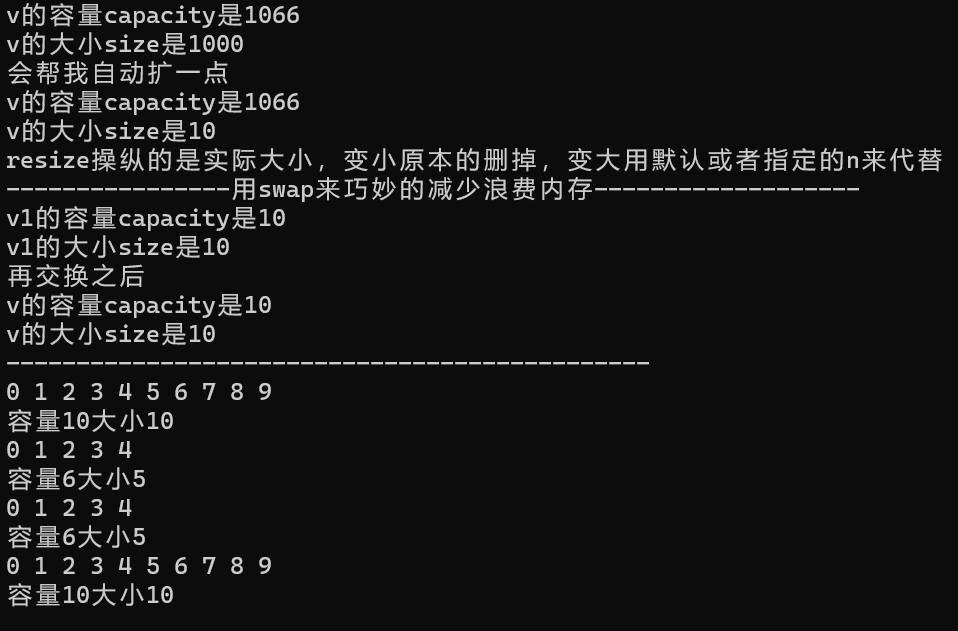 v的容量capacity是1066
v的大小size是1000
会帮我自动扩一点
v的容量capacity是1066
v的大小size是10
resize操纵的是实际大小，变小原本的删掉，变大用默认或者指定的n来代替
----------------用swap来巧妙的减少浪费内存-------------------
v1的容量capacity是10
v1的大小size是10
再交换之后
v的容量capacity是10
v的大小size是10
----------------------------------------------
0 1 2 3 4 5 6 7 8 9
容量10大小10
0 1 2 3 4
容量6大小5
0 1 2 3 4
容量6大小5
0 1 2 3 4 5 6 7 8 9
容量10大小10